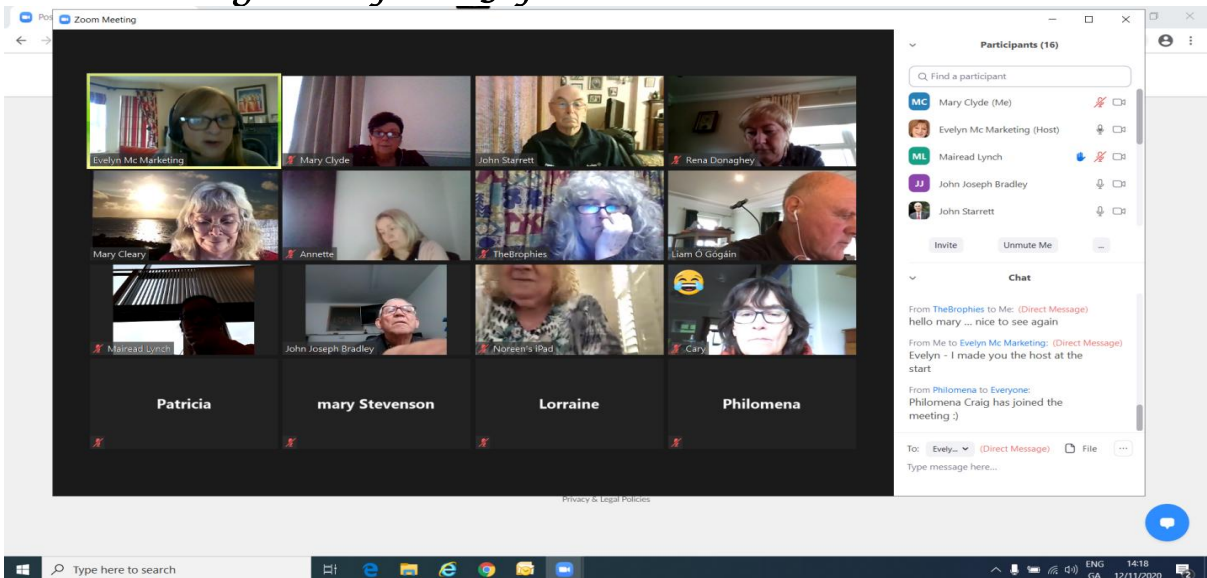 Pos
Zoom Meeting
Participants (16)
Find a participant
MC Mary Clyde (Me)
Evelyn Mc Marketing (Host)
ML Mairead Lynch
JJ John Joseph Bradley
John Starrett
Invite Unmute Me ...
Chat
From TheBrophies to Me: (Direct Message)
hello mary ... nice to see again
From Me to Evelyn Mc Marketing: (Direct Message)
Evelyn - I made you the host at the
start
From Philomena to Everyone:
Philomena Craig has joined the
meeting :)
To: Evely... (Direct Message) File ...
Type message here...
Evelyn Mc Marketing Mary Clyde John Starrett Rena Donaghey
Mary Cleary Annette TheBrophies Liam Ó Gógáin
Mairead Lynch John Joseph Bradley Noreen's iPad Cary
Patricia mary Stevenson Lorraine Philomena
Privacy & Legal Policies
Type here to search
ENG 14:18
GA 12/11/2020
2